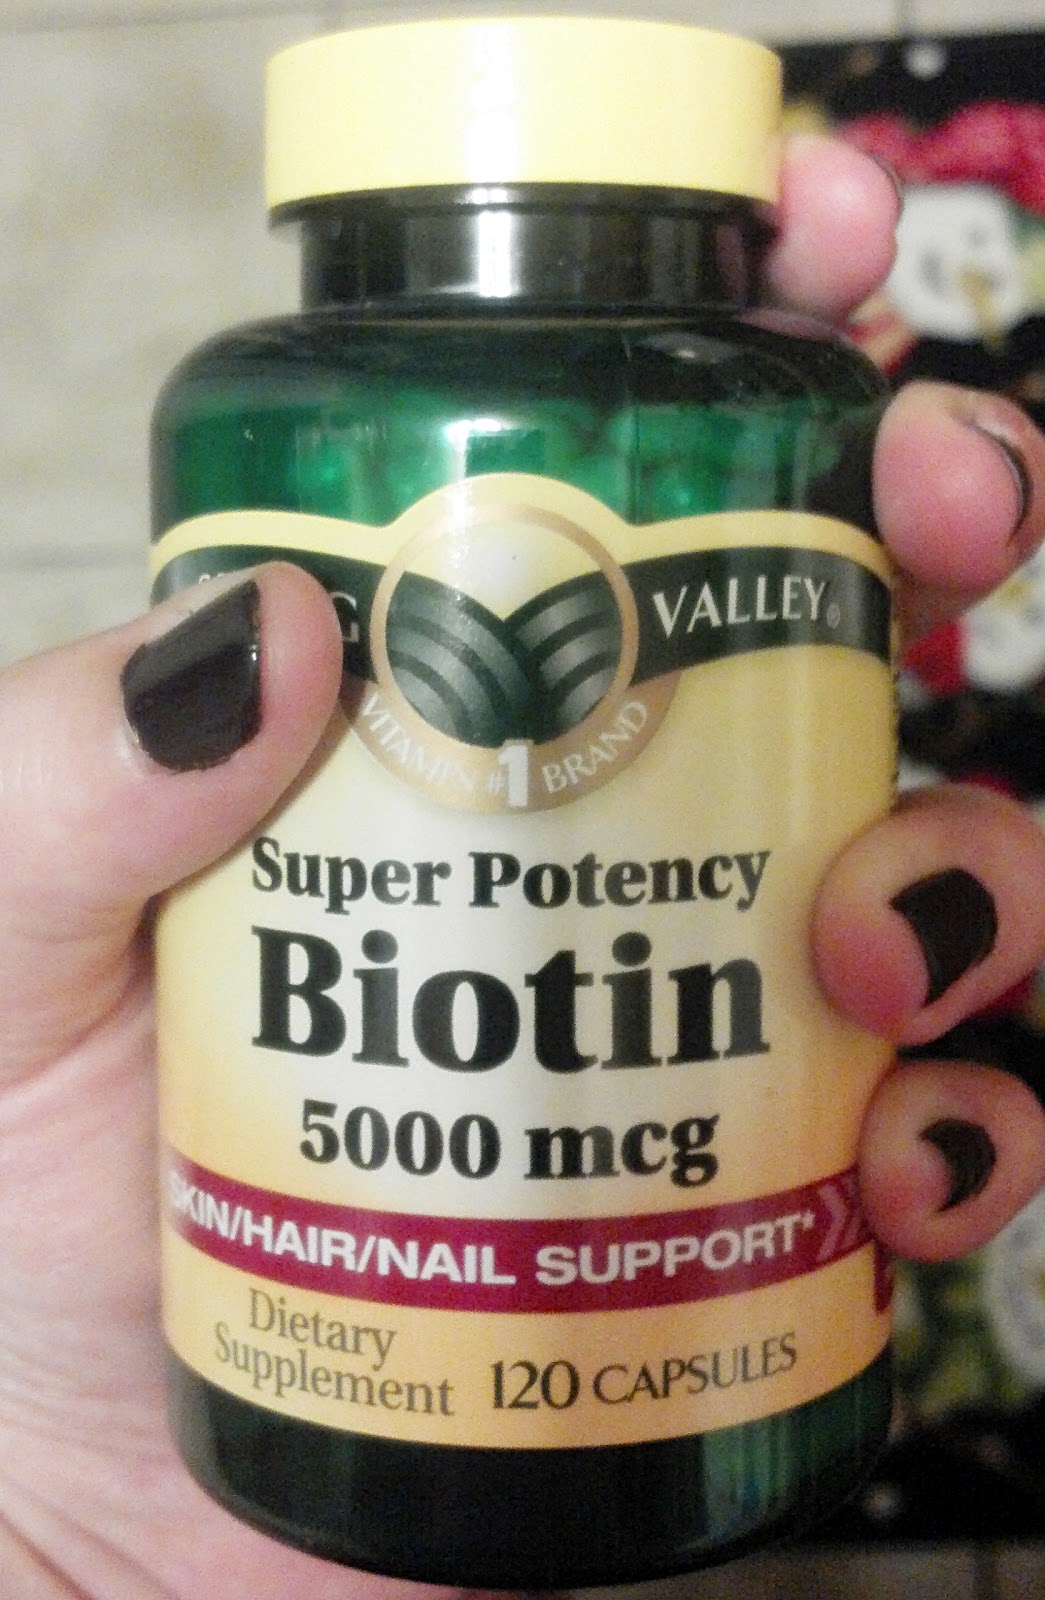 VALLEY®
VITAMIN #1 BRAND
Super Potency
Biotin
5000 mcg
SKIN/HAIR/NAIL SUPPORT*
Dietary
Supplement
120 CAPSULES